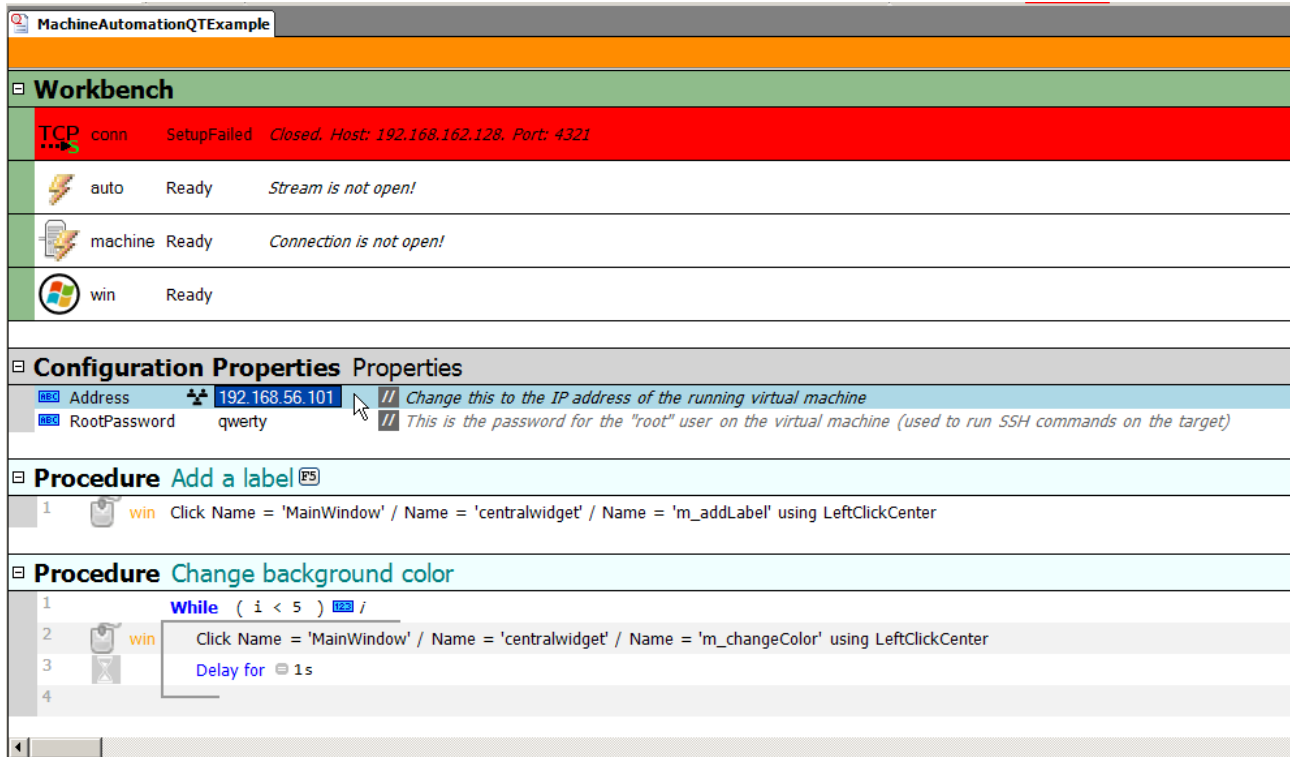 MachineAutomationQTExample
Workbench
TCP S conn SetupFailed Closed. Host: 192.168.162.128. Port: 4321
auto Ready Stream is not open!
machine Ready Connection is not open!
win Ready
Configuration Properties Properties
ABC Address 192.168.56.101 // Change this to the IP address of the running virtual machine
ABC RootPassword qwerty // This is the password for the "root" user on the virtual machine (used to run SSH commands on the target)
Procedure Add a label F5
1 win Click Name = 'MainWindow' / Name = 'centralwidget' / Name = 'm_addLabel' using LeftClickCenter
Procedure Change background color
1 While ( i < 5 ) 123 i
2 win Click Name = 'MainWindow' / Name = 'centralwidget' / Name = 'm_changeColor' using LeftClickCenter
3 Delay for = 1s
4